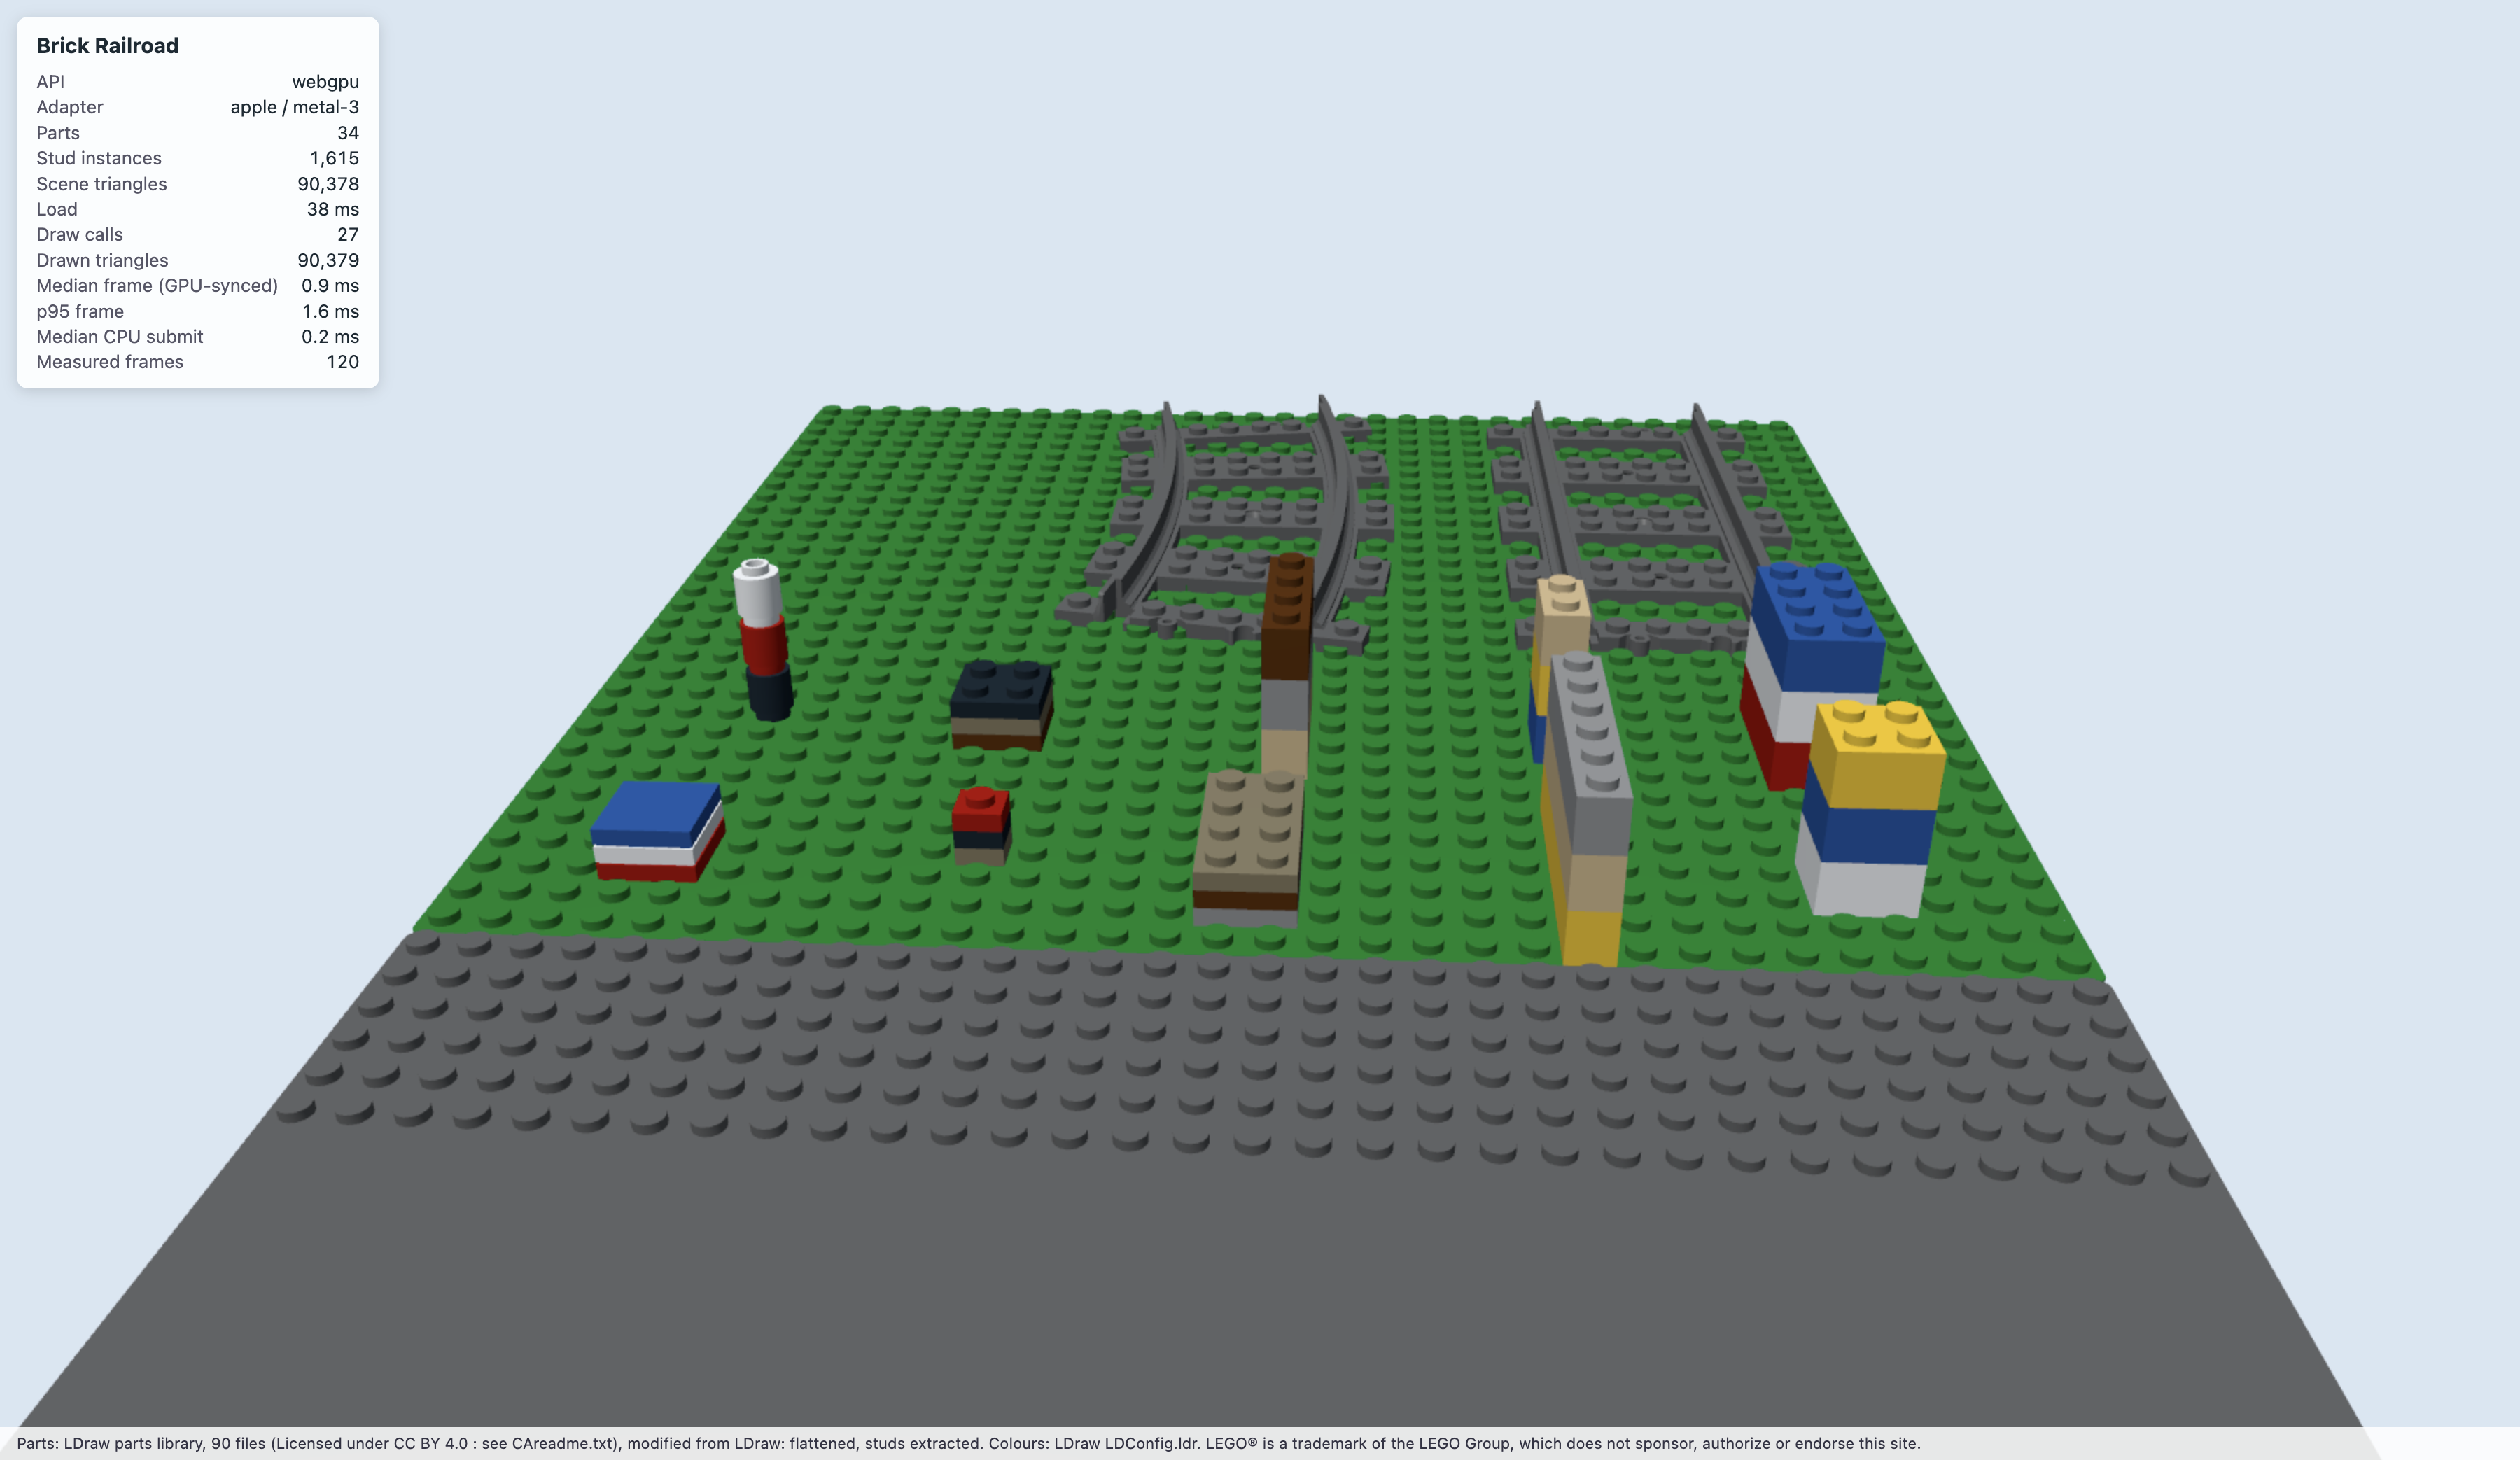 Brick Railroad
API webgpu
Adapter apple / metal-3
Parts 34
Stud instances 1,615
Scene triangles 90,378
Load 38 ms
Draw calls 27
Drawn triangles 90,379
Median frame (GPU-synced) 0.9 ms
p95 frame 1.6 ms
Median CPU submit 0.2 ms
Measured frames 120
Parts: LDraw parts library, 90 files (Licensed under CC BY 4.0 : see CAreadme.txt), modified from LDraw: flattened, studs extracted. Colours: LDraw LDConfig.ldr. LEGO® is a trademark of the LEGO Group, which does not sponsor, authorize or endorse this site.